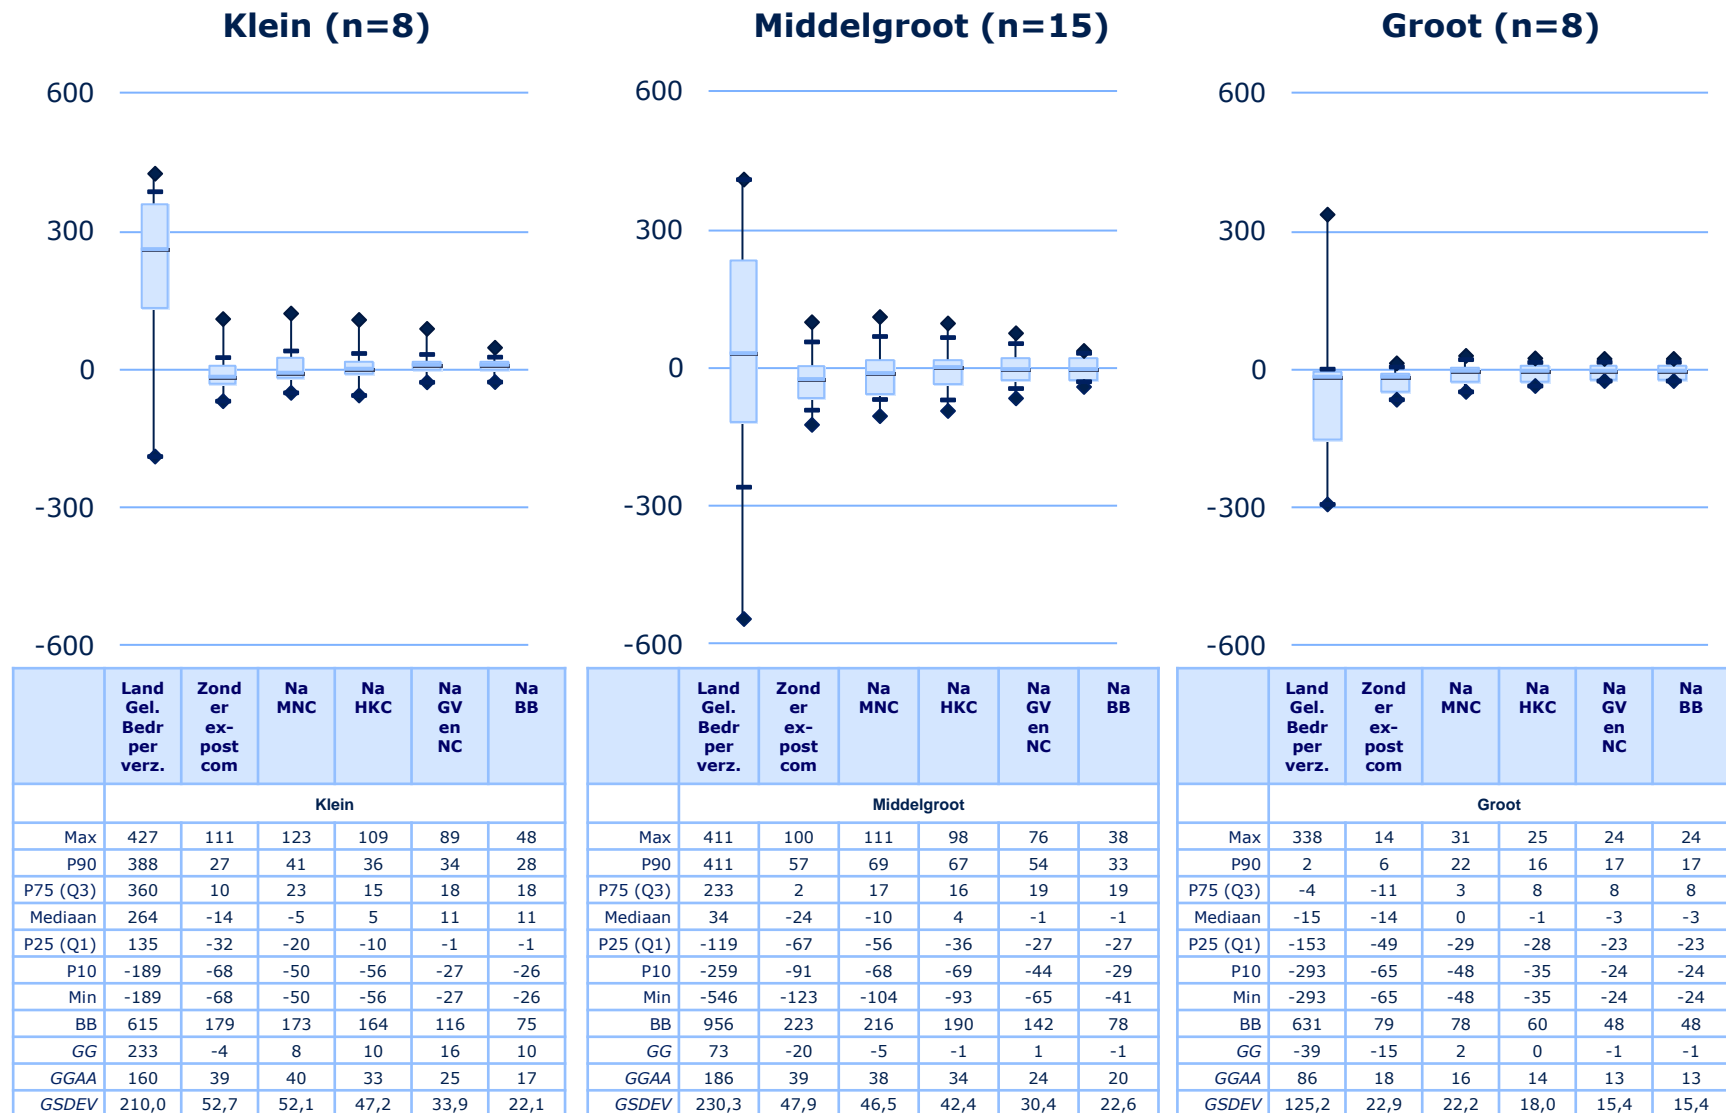 Klein (n=8)
600
300
0
-300
-600
Land Gel. Bedr per verz. | Zond er ex- post com | Na MNC | Na HKC | Na GV en NC | Na BB
Klein
Max 427 111 123 109 89 48
P90 388 27 41 36 34 28
P75 (Q3) 360 10 23 15 18 18
Mediaan 264 -14 -5 5 11 11
P25 (Q1) 135 -32 -20 -10 -1 -1
P10 -189 -68 -50 -56 -27 -26
Min -189 -68 -50 -56 -27 -26
BB 615 179 173 164 116 75
GG 233 -4 8 10 16 10
GGAA 160 39 40 33 25 17
GSDEV 210,0 52,7 52,1 47,2 33,9 22,1
Middelgroot (n=15)
600
300
0
-300
-600
Land Gel. Bedr per verz. | Zond er ex- post com | Na MNC | Na HKC | Na GV en NC | Na BB
Middelgroot
Max 411 100 111 98 76 38
P90 411 57 69 67 54 33
P75 (Q3) 233 2 17 16 19 19
Mediaan 34 -24 -10 4 -1 -1
P25 (Q1) -119 -67 -56 -36 -27 -27
P10 -259 -91 -68 -69 -44 -29
Min -546 -123 -104 -93 -65 -41
BB 956 223 216 190 142 78
GG 73 -20 -5 -1 1 -1
GGAA 186 39 38 34 24 20
GSDEV 230,3 47,9 46,5 42,4 30,4 22,6
Groot (n=8)
600
300
0
-300
-600
Land Gel. Bedr per verz. | Zond er ex- post com | Na MNC | Na HKC | Na GV en NC | Na BB
Groot
Max 338 14 31 25 24 24
P90 2 6 22 16 17 17
P75 (Q3) -4 -11 3 8 8 8
Mediaan -15 -14 0 -1 -3 -3
P25 (Q1) -153 -49 -29 -28 -23 -23
P10 -293 -65 -48 -35 -24 -24
Min -293 -65 -48 -35 -24 -24
BB 631 79 78 60 48 48
GG -39 -15 2 0 -1 -1
GGAA 86 18 16 14 13 13
GSDEV 125,2 22,9 22,2 18,0 15,4 15,4